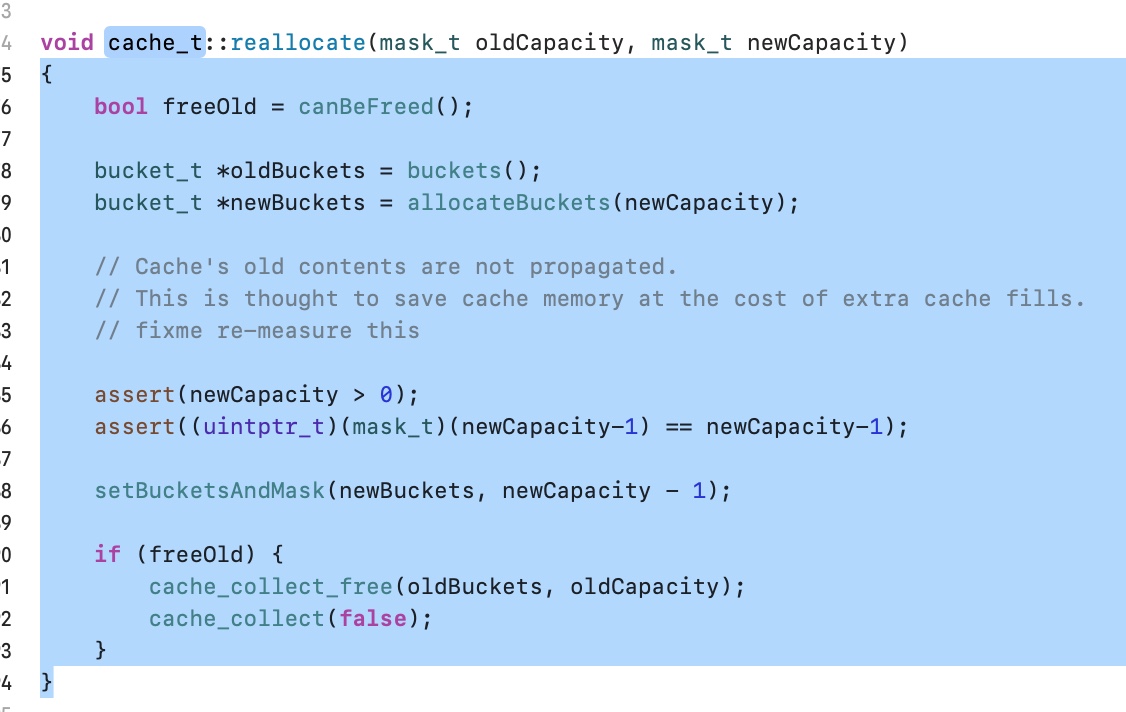 3
4 void cache_t::reallocate(mask_t oldCapacity, mask_t newCapacity)
5 {
6     bool freeOld = canBeFreed();
7
8     bucket_t *oldBuckets = buckets();
9     bucket_t *newBuckets = allocateBuckets(newCapacity);
0
1     // Cache's old contents are not propagated.
2     // This is thought to save cache memory at the cost of extra cache fills.
3     // fixme re-measure this
4
5     assert(newCapacity > 0);
6     assert((uintptr_t)(mask_t)(newCapacity-1) == newCapacity-1);
7
8     setBucketsAndMask(newBuckets, newCapacity - 1);
9
0     if (freeOld) {
1         cache_collect_free(oldBuckets, oldCapacity);
2         cache_collect(false);
3     }
4 }